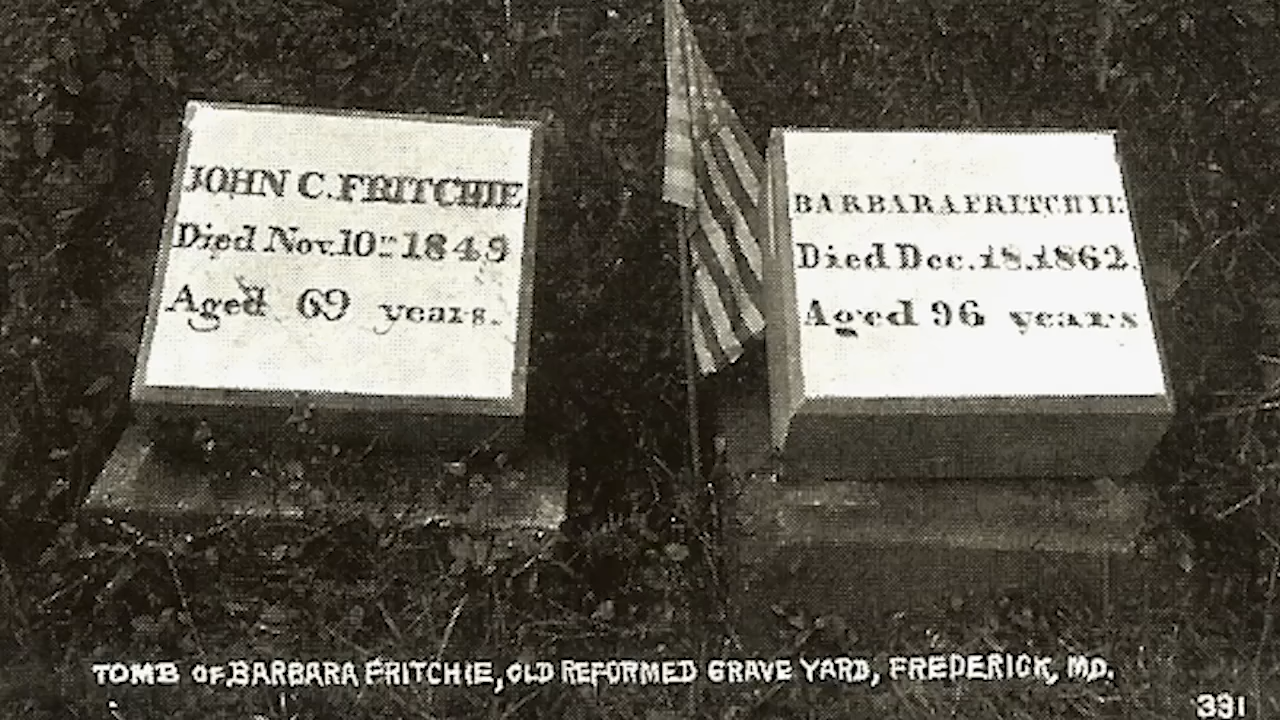 JOHN C. FRITCHIE
Died Nov. 10th 1849
Aged 69 years.
BARBARA FRITCHIE
Died Dec. 18. 1862.
Aged 96 years
TOMB OF BARBARA FRITCHIE, OLD REFORMED GRAVE YARD, FREDERICK, MD.
331